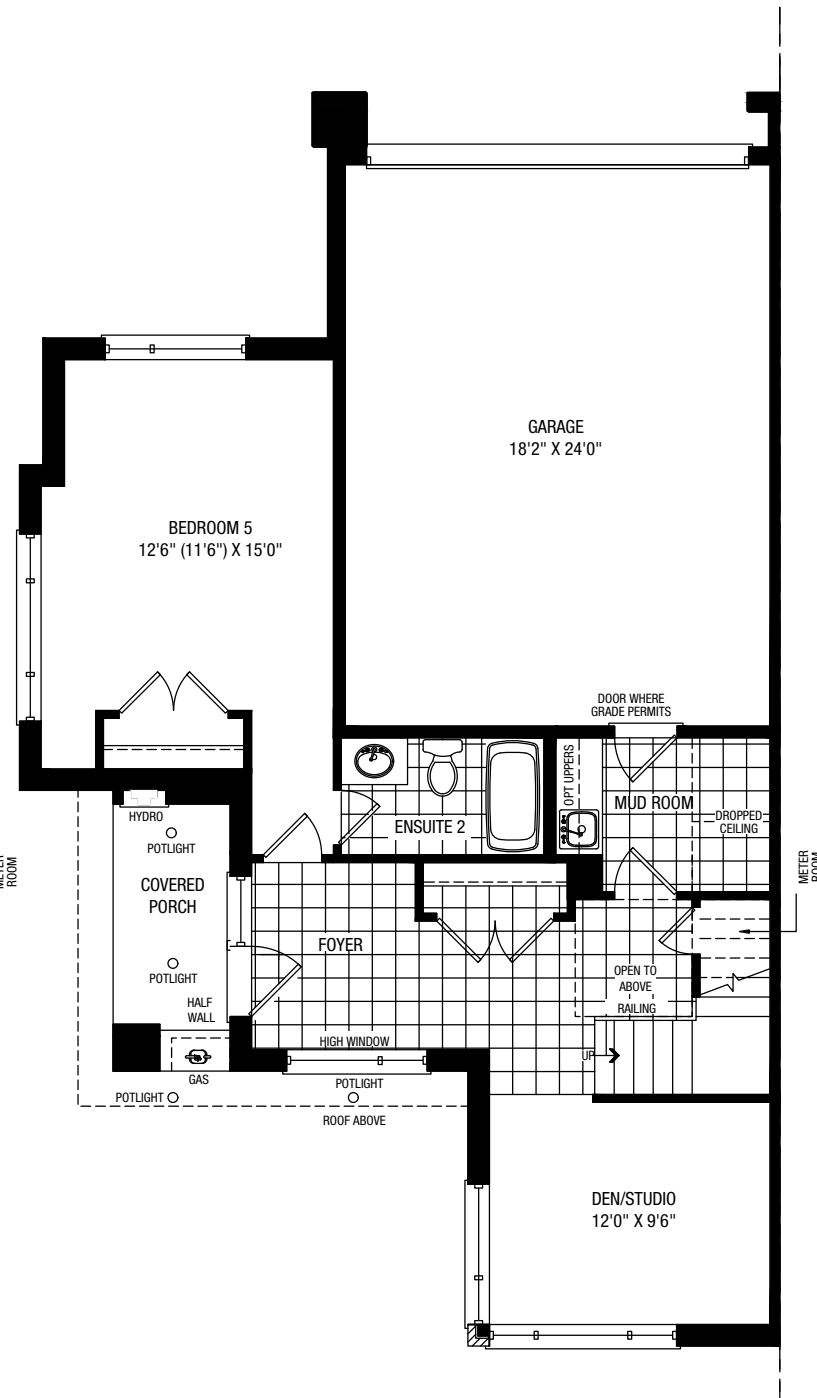 GARAGE
18'2" X 24'0"
BEDROOM 5
12'6" (11'6") X 15'0"
DOOR WHERE
GRADE PERMITS
OPT UPPERS
MUD ROOM
DROPPED
CEILING
ENSUITE 2
HYDRO
POTLIGHT
METER
ROOM
METER
ROOM
COVERED
PORCH
FOYER
POTLIGHT
OPEN TO
ABOVE
RAILING
HALF
WALL
HIGH WINDOW
UP
GAS
POTLIGHT
POTLIGHT
ROOF ABOVE
DEN/STUDIO
12'0" X 9'6"